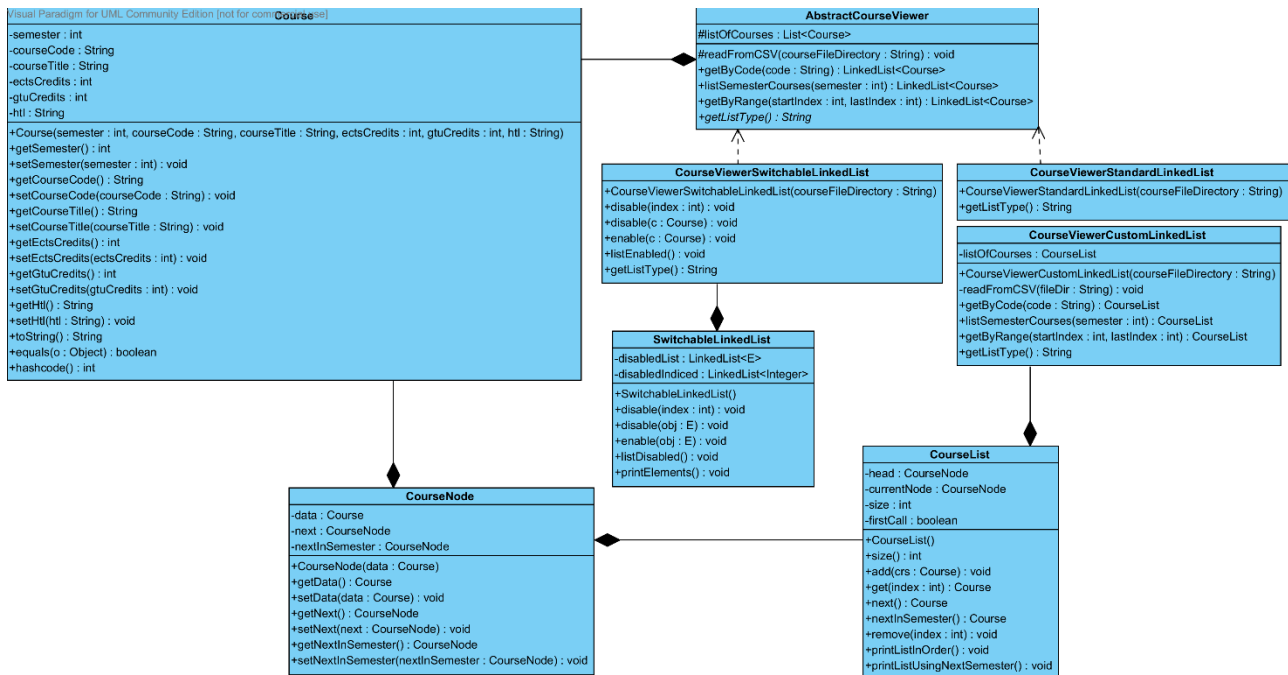 Visual Paradigm for UML Community Edition [not for commercial use]
Course
-semester : int
-courseCode : String
-courseTitle : String
-ectsCredits : int
-gtuCredits : int
-htl : String
+Course(semester : int, courseCode : String, courseTitle : String, ectsCredits : int, gtuCredits : int, htl : String)
+getSemester() : int
+setSemester(semester : int) : void
+getCourseCode() : String
+setCourseCode(courseCode : String) : void
+getCourseTitle() : String
+setCourseTitle(courseTitle : String) : void
+getEctsCredits() : int
+setEctsCredits(ectsCredits : int) : void
+getGtuCredits() : int
+setGtuCredits(gtuCredits : int) : void
+getHtl() : String
+setHtl(htl : String) : void
+toString() : String
+equals(o : Object) : boolean
+hashcode() : int
AbstractCourseViewer
#listOfCourses : List<Course>
#readFromCSV(courseFileDirectory : String) : void
+getByCode(code : String) : LinkedList<Course>
+listSemesterCourses(semester : int) : LinkedList<Course>
+getByRange(startIndex : int, lastIndex : int) : LinkedList<Course>
+getListType() : String
CourseViewerSwitchableLinkedList
+CourseViewerSwitchableLinkedList(courseFileDirectory : String)
+disable(index : int) : void
+disable(c : Course) : void
+enable(c : Course) : void
+listEnabled() : void
+getListType() : String
CourseViewerStandardLinkedList
+CourseViewerStandardLinkedList(courseFileDirectory : String)
+getListType() : String
CourseViewerCustomLinkedList
-listOfCourses : CourseList
+CourseViewerCustomLinkedList(courseFileDirectory : String)
-readFromCSV(fileDir : String) : void
+getByCode(code : String) : CourseList
+listSemesterCourses(semester : int) : CourseList
+getByRange(startIndex : int, lastIndex : int) : CourseList
+getListType() : String
SwitchableLinkedList
-disabledList : LinkedList<E>
-disabledIndiced : LinkedList<Integer>
+SwitchableLinkedList()
+disable(index : int) : void
+disable(obj : E) : void
+enable(obj : E) : void
+listDisabled() : void
+printElements() : void
CourseNode
-data : Course
-next : CourseNode
-nextInSemester : CourseNode
+CourseNode(data : Course)
+getData() : Course
+setData(data : Course) : void
+getNext() : CourseNode
+setNext(next : CourseNode) : void
+getNextInSemester() : CourseNode
+setNextInSemester(nextInSemester : CourseNode) : void
CourseList
-head : CourseNode
-currentNode : CourseNode
-size : int
-firstCall : boolean
+CourseList()
+size() : int
+add(crs : Course) : void
+get(index : int) : Course
+next() : Course
+nextInSemester() : Course
+remove(index : int) : void
+printListInOrder() : void
+printListUsingNextSemester() : void